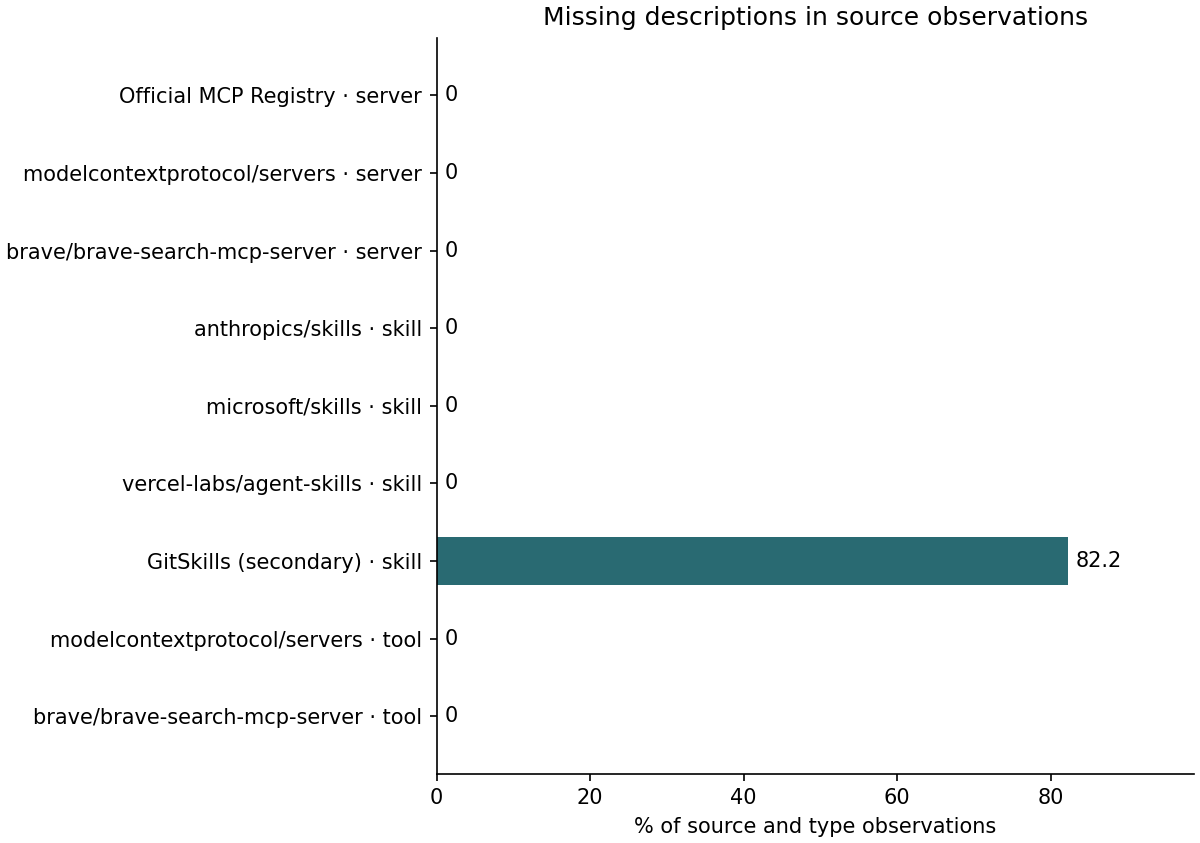 Missing descriptions in source observations
Official MCP Registry · server 0
modelcontextprotocol/servers · server 0
brave/brave-search-mcp-server · server 0
anthropics/skills · skill 0
microsoft/skills · skill 0
vercel-labs/agent-skills · skill 0
GitSkills (secondary) · skill 82.2
modelcontextprotocol/servers · tool 0
brave/brave-search-mcp-server · tool 0
0 20 40 60 80
% of source and type observations